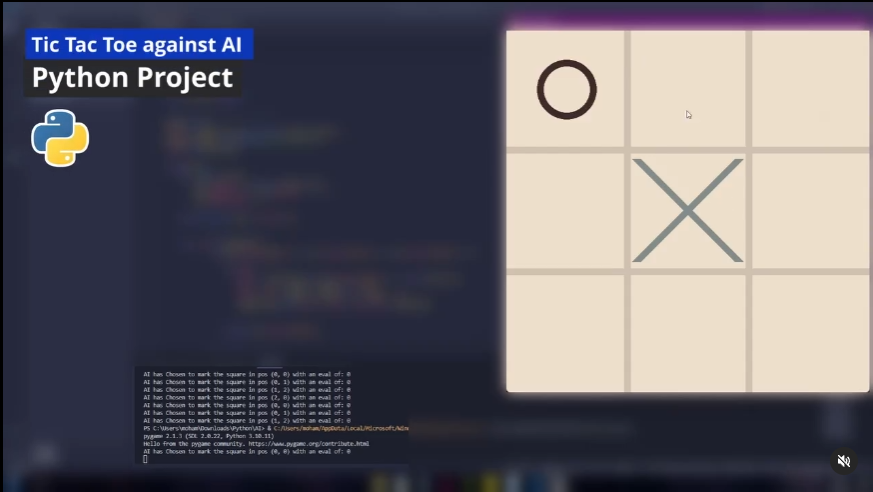 Tic Tac Toe against AI
Python Project
AI has Chosen to mark the square in pos (0, 0) with an eval of: 0
AI has Chosen to mark the square in pos (0, 1) with an eval of: 0
AI has Chosen to mark the square in pos (1, 2) with an eval of: 0
AI has Chosen to mark the square in pos (2, 0) with an eval of: 0
AI has Chosen to mark the square in pos (0, 0) with an eval of: 0
AI has Chosen to mark the square in pos (0, 1) with an eval of: 0
AI has Chosen to mark the square in pos (1, 2) with an eval of: 0
PS C:\Users\moham\Downloads\Python\AI> & C:/Users/moham/AppData/Local/Microsoft/Win
pygame 2.1.3 (SDL 2.0.22, Python 3.10.11)
Hello from the pygame community. https://www.pygame.org/contribute.html
AI has Chosen to mark the square in pos (0, 0) with an eval of: 0